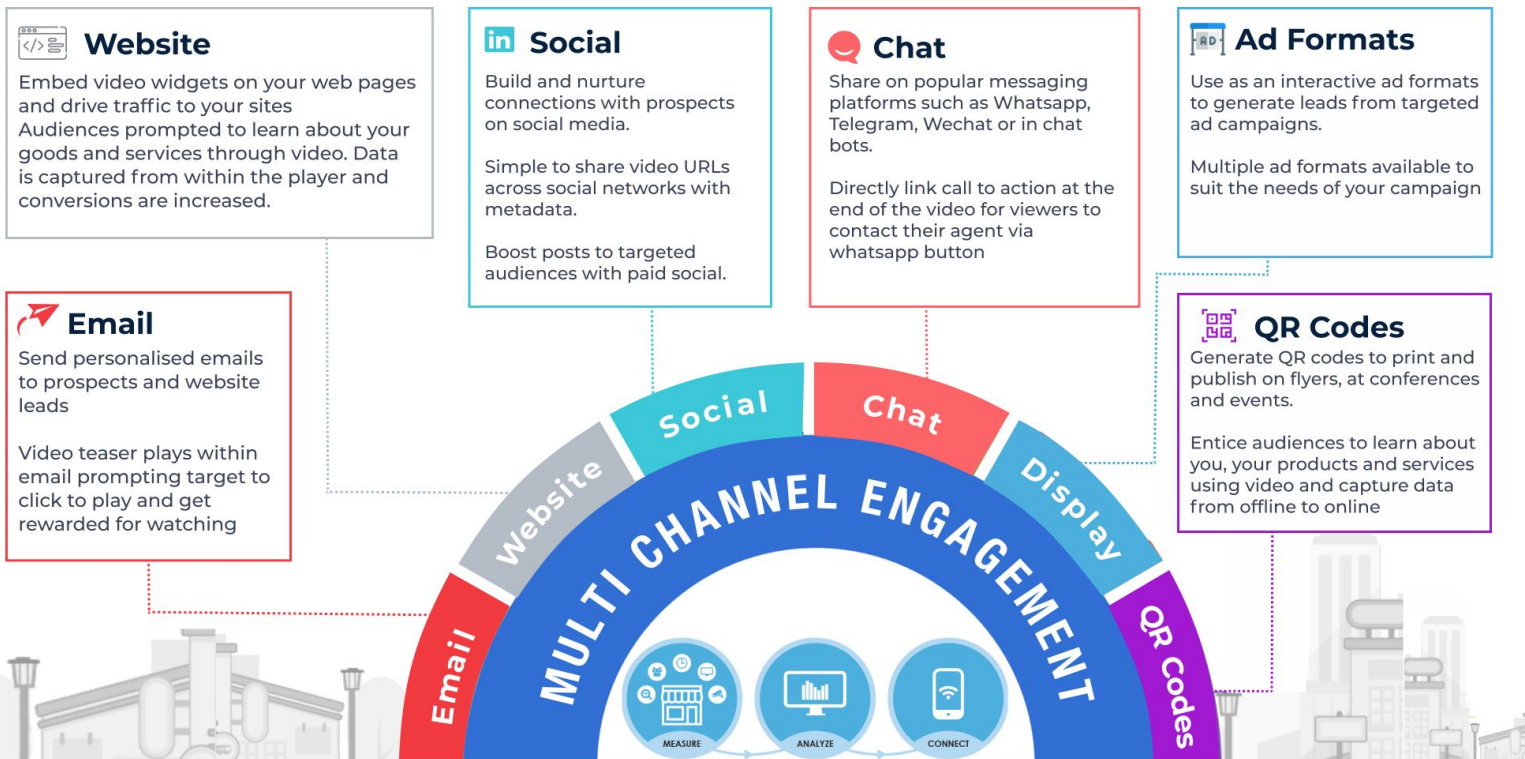 Website
Embed video widgets on your web pages
and drive traffic to your sites
Audiences prompted to learn about your
goods and services through video. Data
is captured from within the player and
conversions are increased.
in Social
Build and nurture
connections with prospects
on social media.
Simple to share video URLs
across social networks with
metadata.
Boost posts to targeted
audiences with paid social.
Chat
Share on popular messaging
platforms such as Whatsapp,
Telegram, Wechat or in chat
bots.
Directly link call to action at the
end of the video for viewers to
contact their agent via
whatsapp button
AD Ad Formats
Use as an interactive ad formats
to generate leads from targeted
ad campaigns.
Multiple ad formats available to
suit the needs of your campaign
Email
Send personalised emails
to prospects and website
leads
Video teaser plays within
email prompting target to
click to play and get
rewarded for watching
QR Codes
Generate QR codes to print and
publish on flyers, at conferences
and events.
Entice audiences to learn about
you, your products and services
using video and capture data
from offline to online
Email
Website
Social
Chat
Display
QR Codes
MULTI CHANNEL ENGAGEMENT
MEASURE
ANALYZE
CONNECT